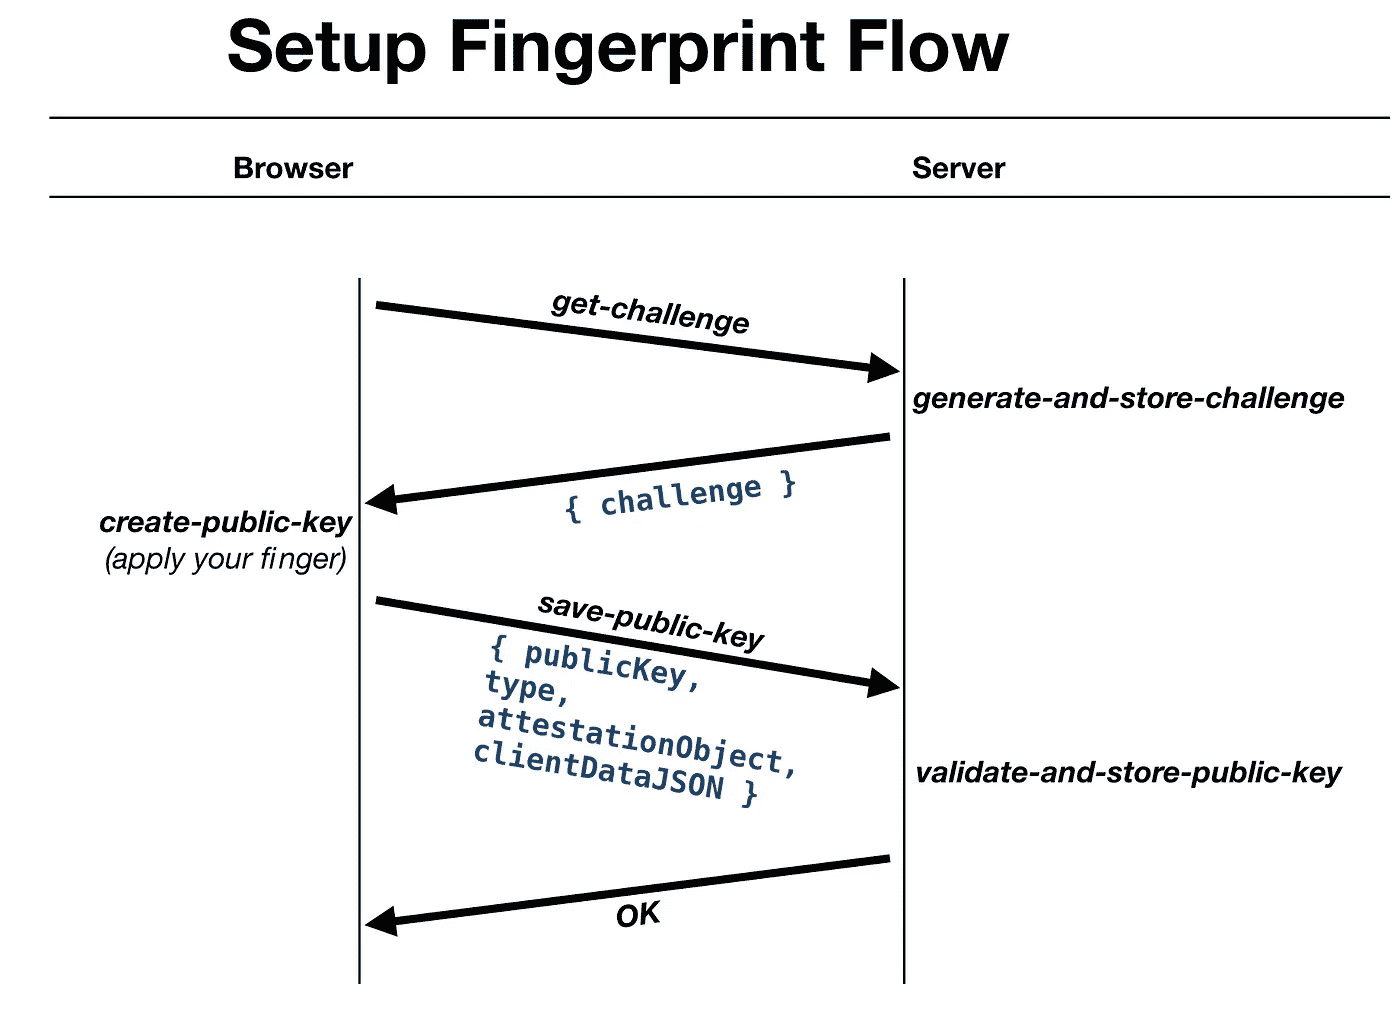 Setup Fingerprint Flow
Browser
Server
get-challenge
generate-and-store-challenge
{ challenge }
create-public-key
(apply your finger)
save-public-key
{ publicKey,
type,
attestationObject,
clientDataJSON }
validate-and-store-public-key
OK